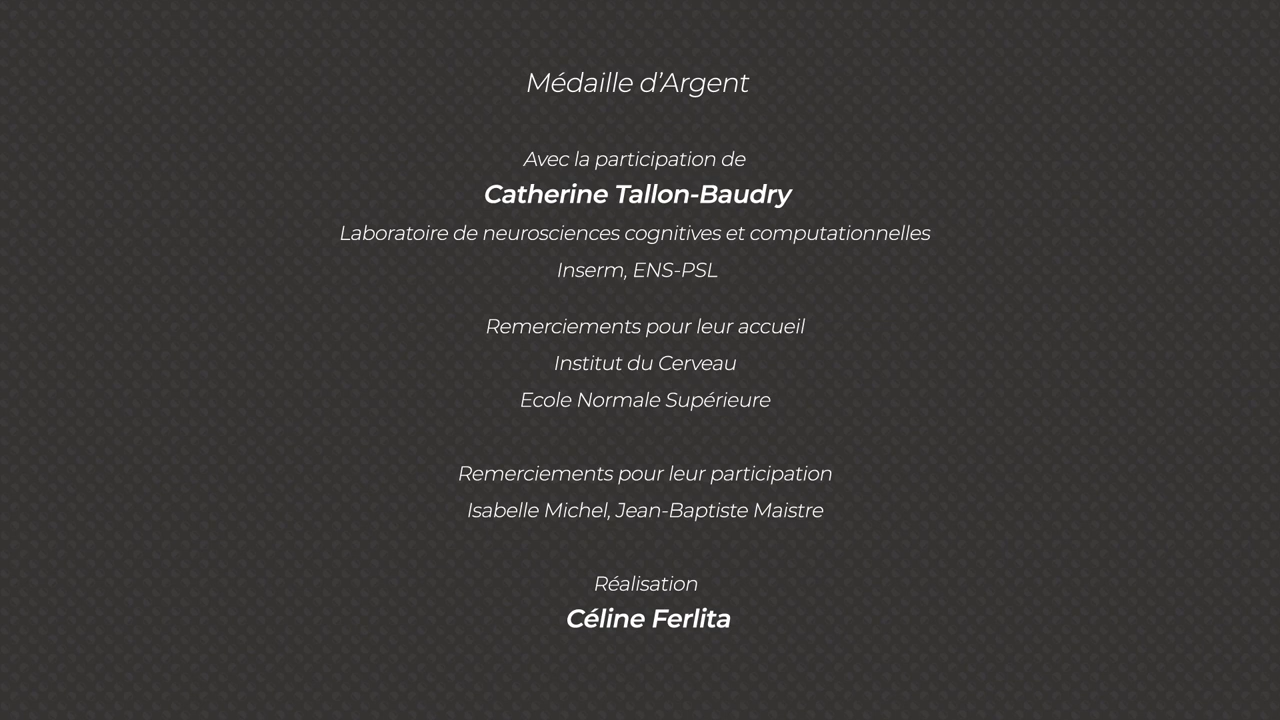 Médaille d’Argent
Avec la participation de
Catherine Tallon-Baudry
Laboratoire de neurosciences cognitives et computationnelles
Inserm, ENS-PSL
Remerciements pour leur accueil
Institut du Cerveau
Ecole Normale Supérieure
Remerciements pour leur participation
Isabelle Michel, Jean-Baptiste Maistre
Réalisation
Céline Ferlita